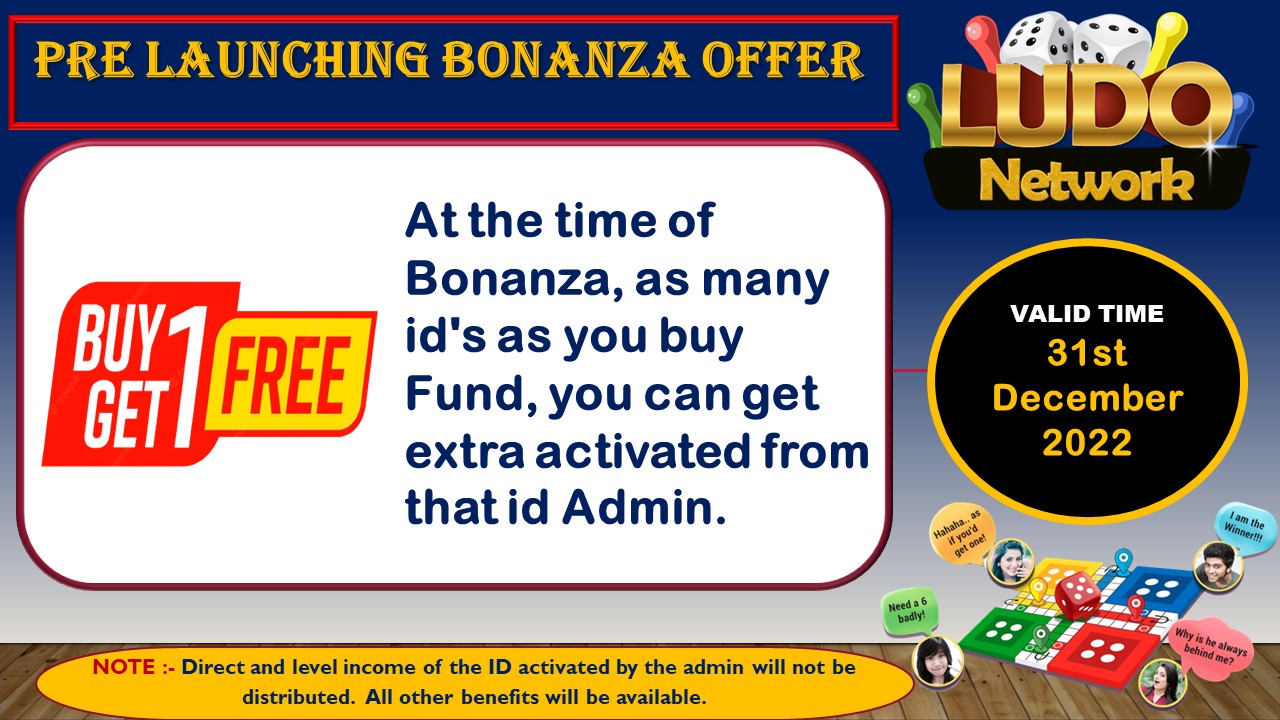 PRE LAUNCHING BONANZA OFFER
LUDO
Network
BUY 1
GET
FREE
At the time of
Bonanza, as many
id's as you buy
Fund, you can get
extra activated from
that id Admin.
VALID TIME
31st
December
2022
Hahaha.. as
if you'd
get one!
I am the
Winner!!!
Need a 6
badly!
Why is he always
behind me?
NOTE :- Direct and level income of the ID activated by the admin will not be
distributed. All other benefits will be available.